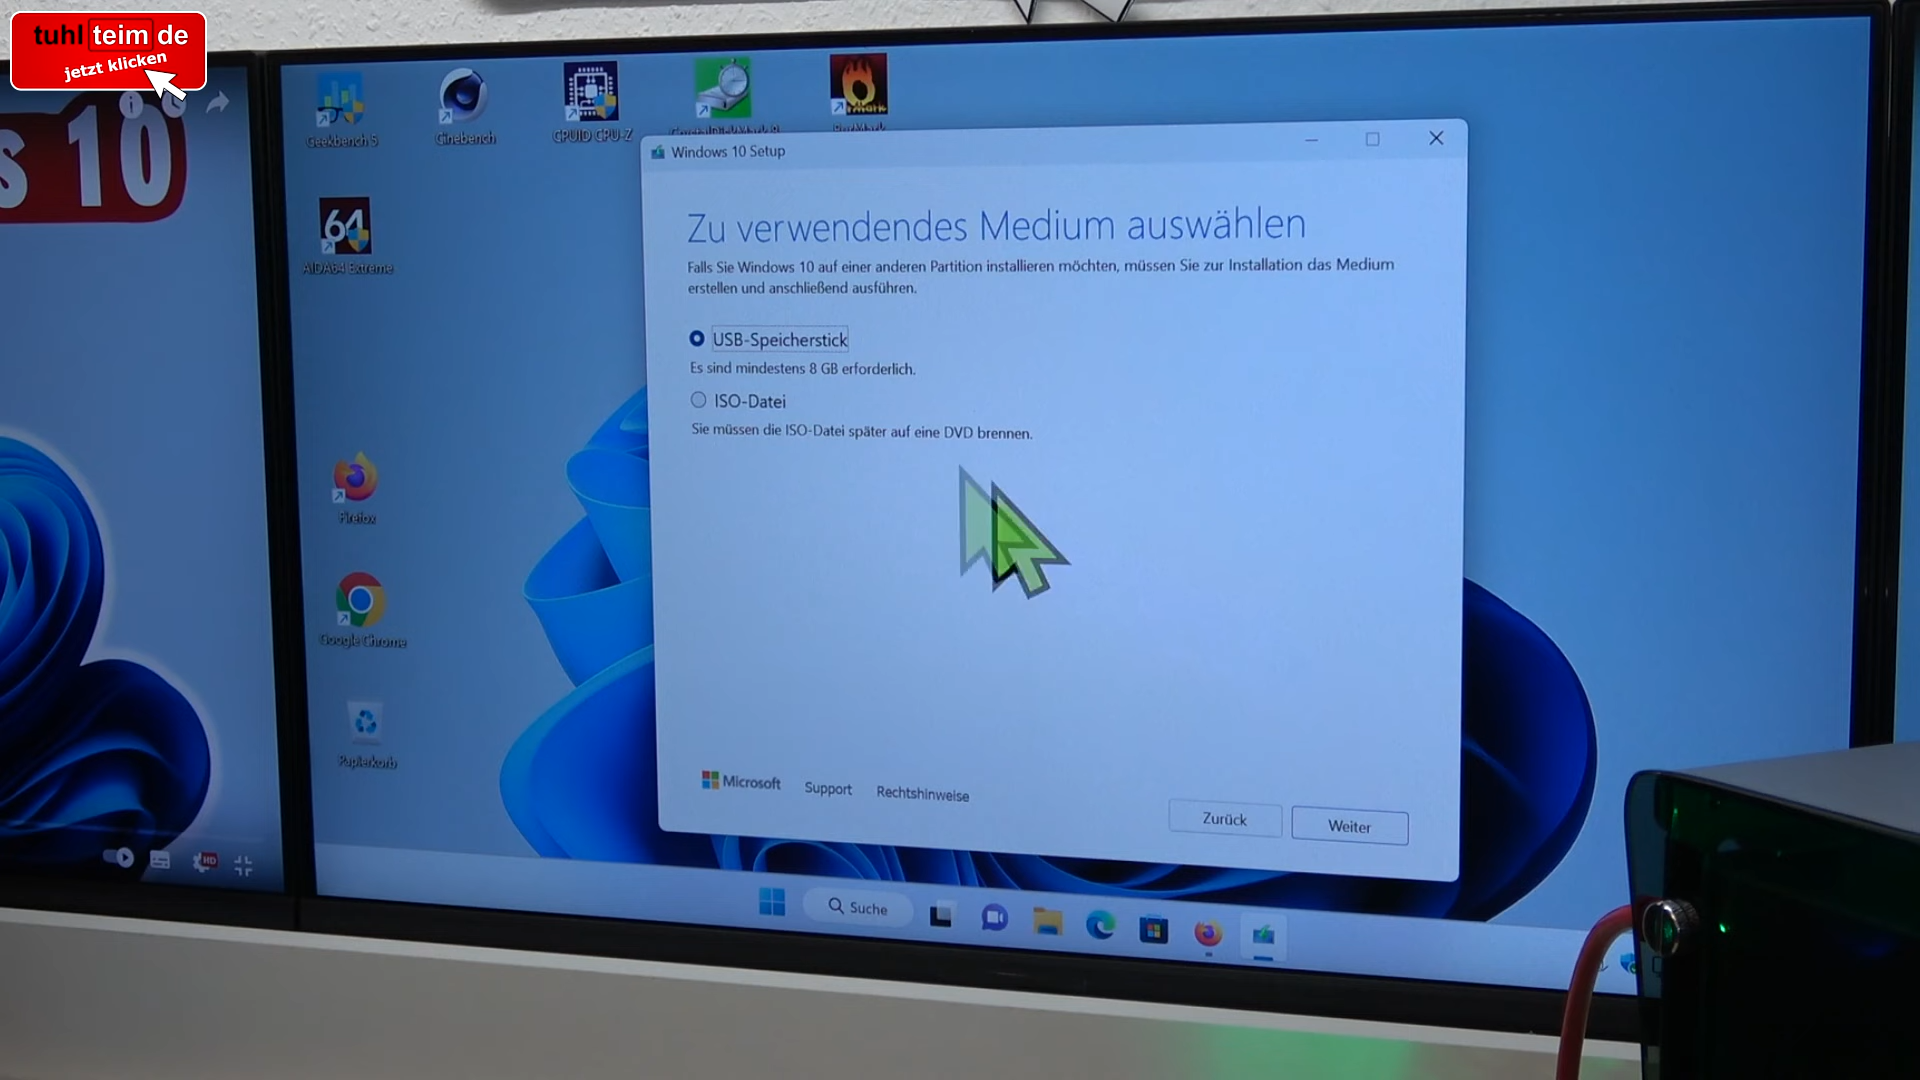 tuhl teim de
jetzt klicken
s 10
Geekbench 5
Cinebench
CPUID CPU-Z
64
AIDA64 Extreme
Firefox
Google Chrome
Papierkorb
Windows 10 Setup
Zu verwendendes Medium auswählen
Falls Sie Windows 10 auf einer anderen Partition installieren möchten, müssen Sie zur Installation das Medium
erstellen und anschließend ausführen.
USB-Speicherstick
Es sind mindestens 8 GB erforderlich.
ISO-Datei
Sie müssen die ISO-Datei später auf eine DVD brennen.
Microsoft
Support
Rechtshinweise
Zurück
Weiter
HD
Suche